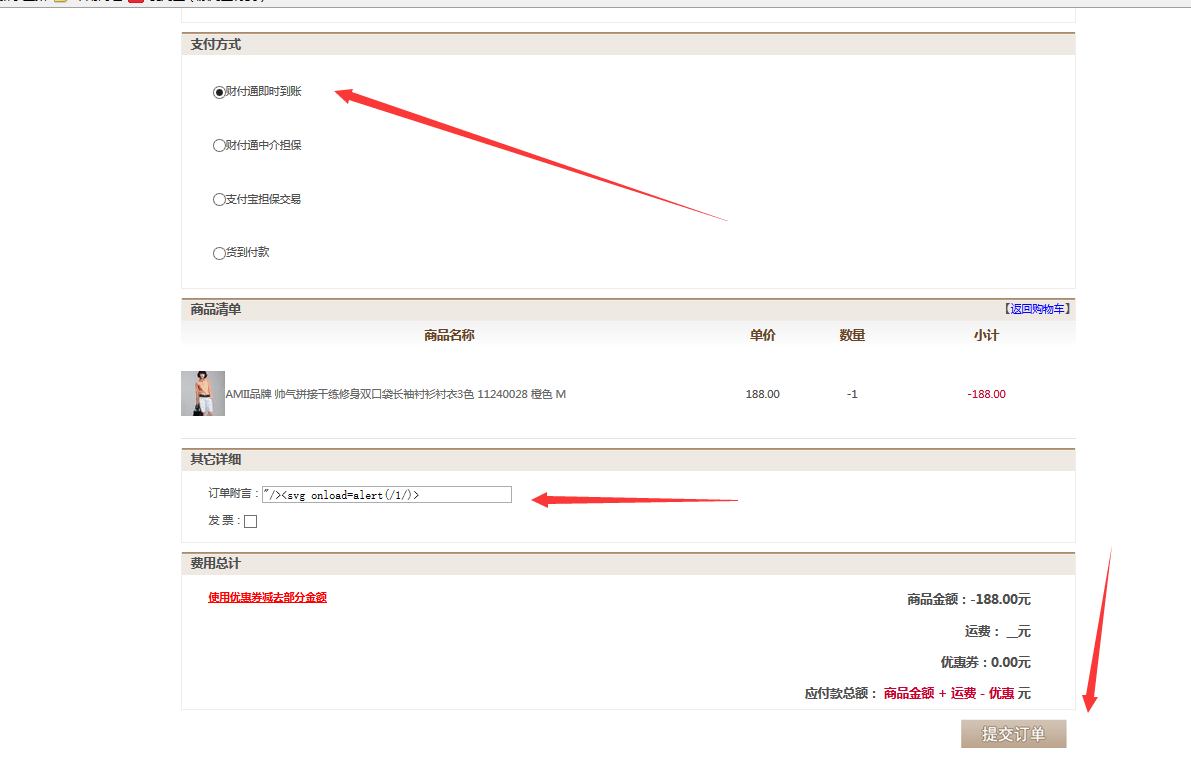 支付方式
财付通即时到账
财付通中介担保
支付宝担保交易
货到付款
商品清单 【返回购物车】
商品名称 单价 数量 小计
AMII品牌 帅气拼接干练修身双口袋长袖衬衫衬衣3色 11240028 橙色 M 188.00 -1 -188.00
其它详细
订单附言："/><svg onload=alert(/1/)>
发 票：
费用总计
使用优惠券减去部分金额
商品金额：-188.00元
运费： __元
优惠券：0.00元
应付款总额： 商品金额 + 运费 - 优惠 元
提交订单